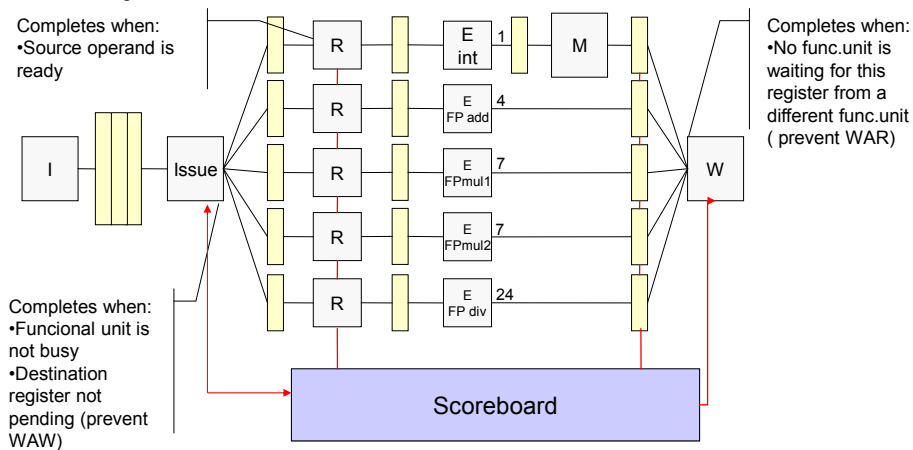 Completes when:
•Source operand is
ready
Completes when:
•No func.unit is
waiting for this
register from a
different func.unit
( prevent WAR)
I
Issue
R
E
int
1
M
R
E
FP add
4
R
E
FPmul1
7
W
R
E
FPmul2
7
R
E
FP div
24
Completes when:
•Funcional unit is
not busy
•Destination
register not
pending (prevent
WAW)
Scoreboard